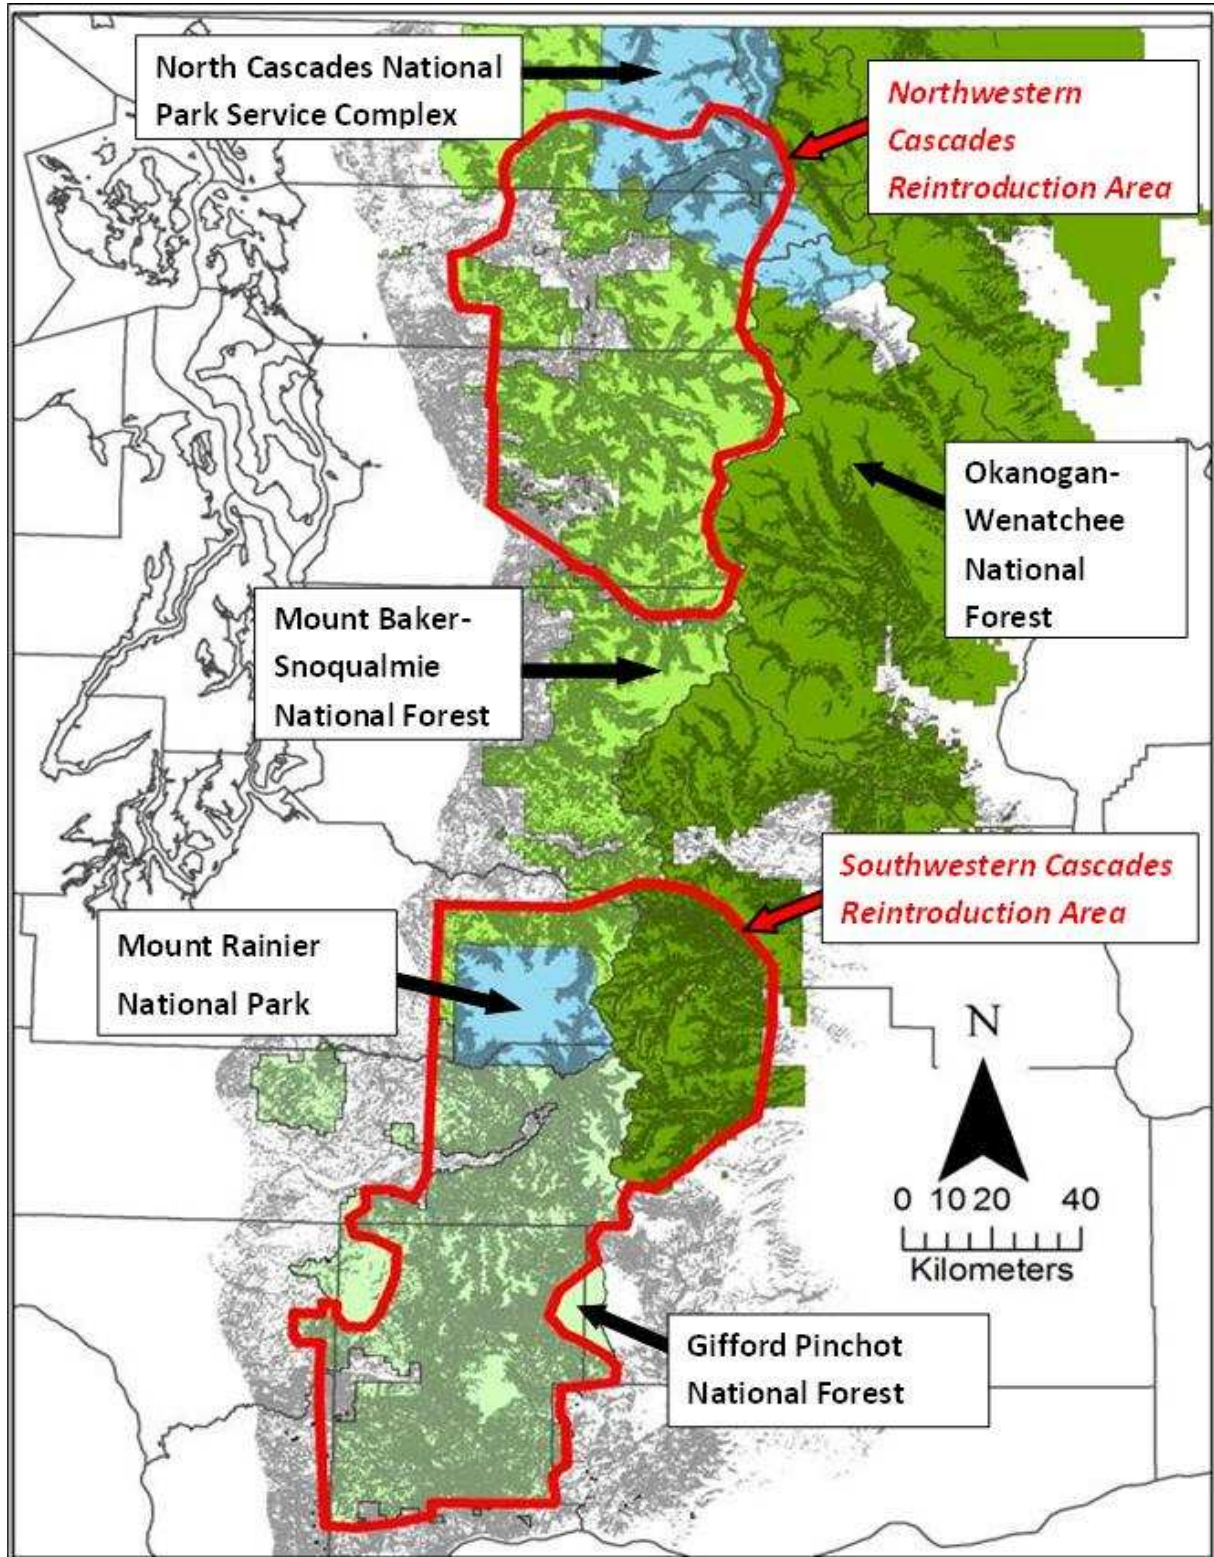 North Cascades National
Park Service Complex
Northwestern
Cascades
Reintroduction Area
Okanogan-
Wenatchee
National
Forest
Mount Baker-
Snoqualmie
National Forest
Southwestern Cascades
Reintroduction Area
Mount Rainier
National Park
N
0 10 20 40
Kilometers
Gifford Pinchot
National Forest